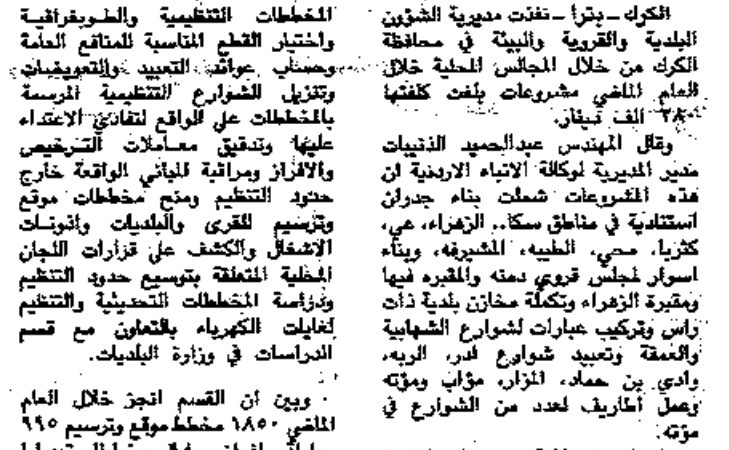 الكرك ـ بترا ـ نفذت مديرية الشؤون
البلدية والقروية والبيئة في محافظة
الكرك من خلال المجالس المحلية خلال
العام الماضي مشروعات بلغت كلفتها
٢٨٠ الف دينار.
وقال المهندس عبدالحميد الذنيبات
مدير المديرية لوكالة الانباء الاردنية ان
هذه المشروعات شملت بناء جدران
استنادية في مناطق سكا.. الزهراء، عي،
كثربا، محي، الطيبه، المشيرفه، وبناء
اسوار لمجلس قروي دمنه والمقبره فيها
ومقبرة الزهراء وتكملة مخازن بلدية ذات
راس وتركيب عبارات لشوارع الشهابية
والعمقة وتعبيد شوارع ادر، الربه،
وادي بن حماد، المزار، مؤاب ومؤته
وعمل اطاريف لعدد من الشوارع في
مؤته.
المخططات التنظيمية والطبوغرافية
واختيار القطع المناسبة للمنافع العامة
وحساب عوائد التعبيد والتعويضات
وتنزيل الشوارع التنظيمية المرسمة
بالمخططات على الواقع لتفادي الاعتداء
عليها وتدقيق معاملات الترخيص
والافراز ومراقبة المباني الواقعة خارج
حدود التنظيم ومنح مخططات موقع
وترسيم للقرى والبلديات واذونات
الاشغال والكشف على قرارات اللجان
المحلية المتعلقة بتوسيع حدود التنظيم
ودراسة المخططات التحديثية والتنظيم
لغايات الكهرباء بالتعاون مع قسم
الدراسات في وزارة البلديات.
وبين ان القسم انجز خلال العام
الماضي ١٨٥٠ مخطط موقع وترسيم ٩٩٥